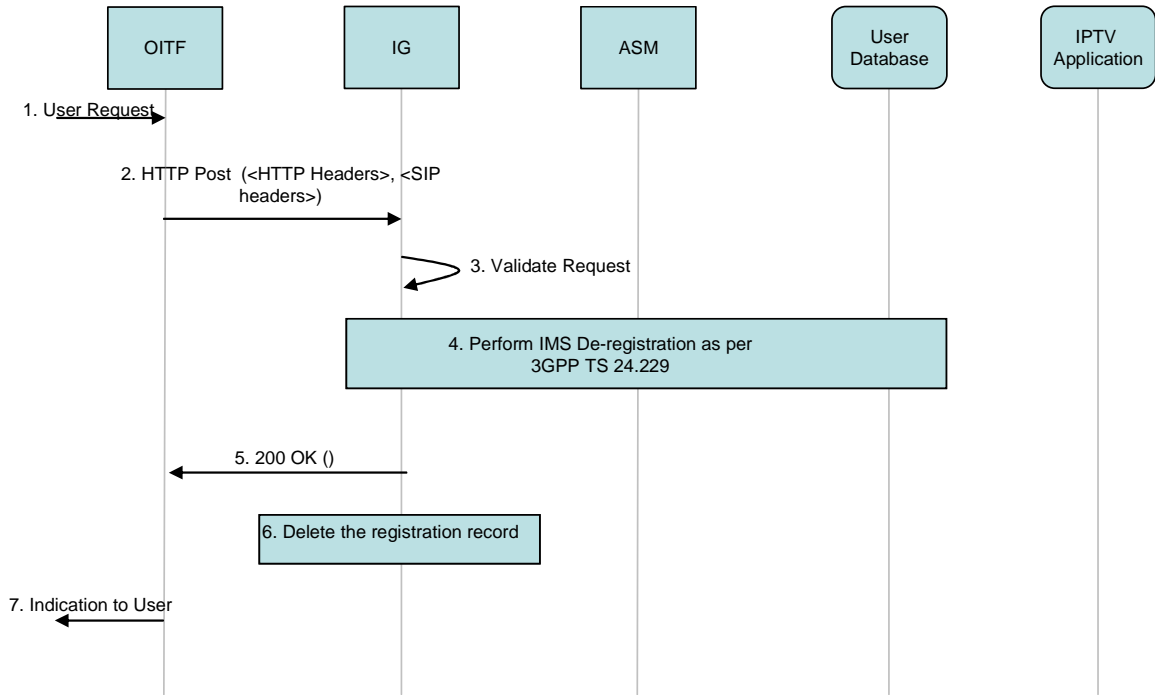 OITF
IG
ASM
User
Database
IPTV
Application
1. User Request
2. HTTP Post  (<HTTP Headers>, <SIP
headers>)
3. Validate Request
4. Perform IMS De-registration as per
3GPP TS 24.229
5. 200 OK ()
6. Delete the registration record
7. Indication to User